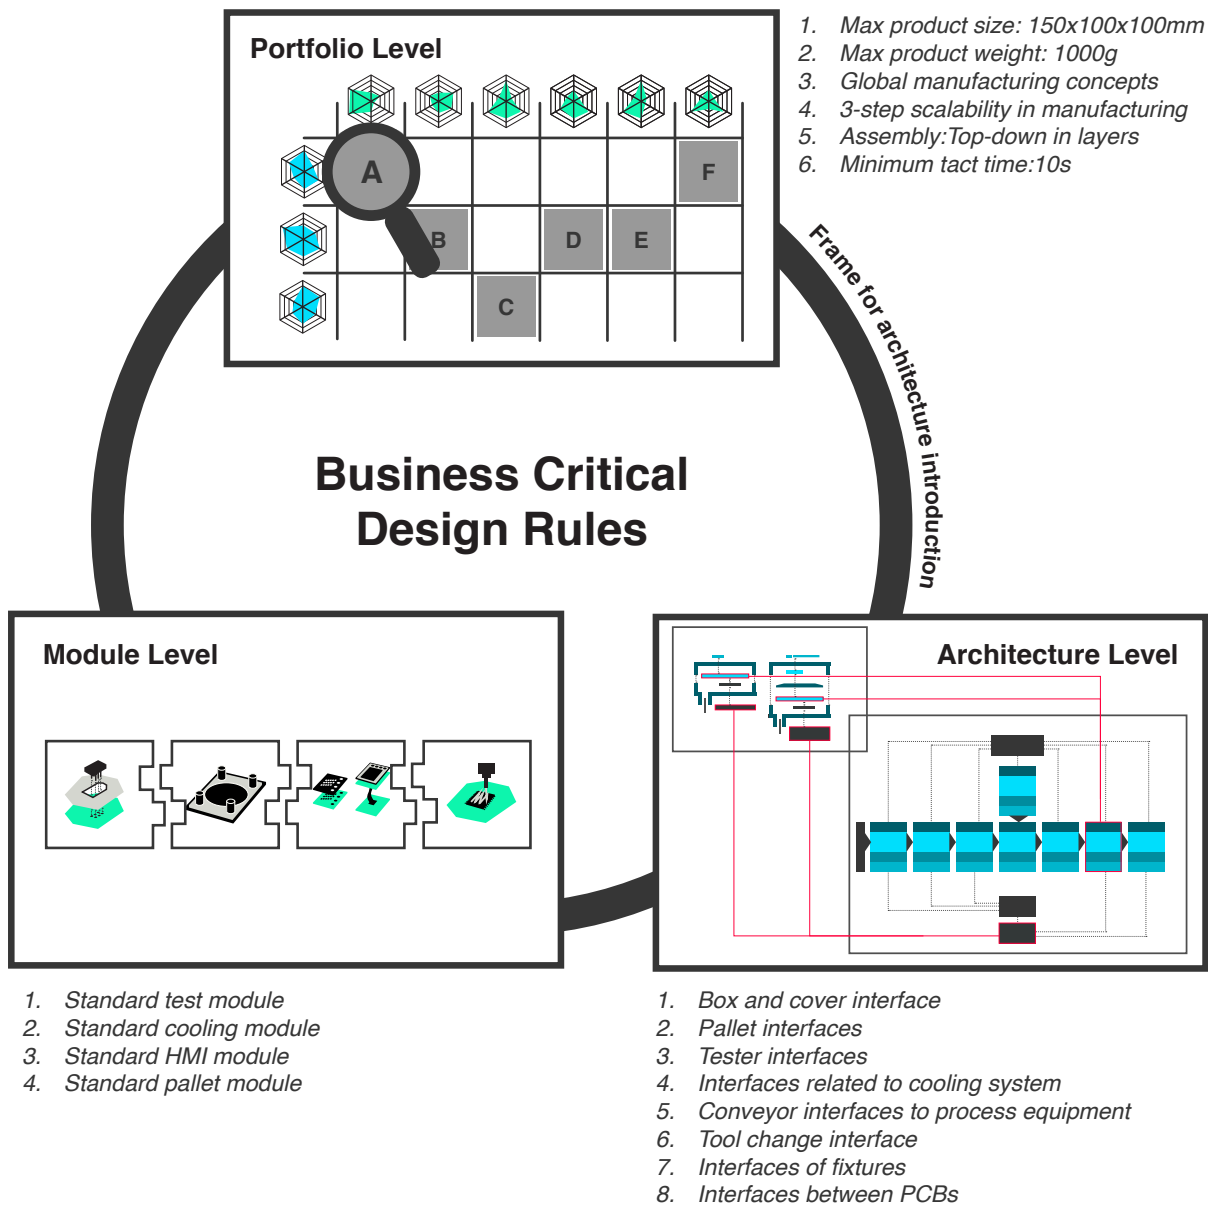 Portfolio Level
A
F
B
D
E
C
1. Max product size: 150x100x100mm
2. Max product weight: 1000g
3. Global manufacturing concepts
4. 3-step scalability in manufacturing
5. Assembly:Top-down in layers
6. Minimum tact time:10s
Frame for architecture introduction
Business Critical
Design Rules
Module Level
1. Standard test module
2. Standard cooling module
3. Standard HMI module
4. Standard pallet module
Architecture Level
1. Box and cover interface
2. Pallet interfaces
3. Tester interfaces
4. Interfaces related to cooling system
5. Conveyor interfaces to process equipment
6. Tool change interface
7. Interfaces of fixtures
8. Interfaces between PCBs